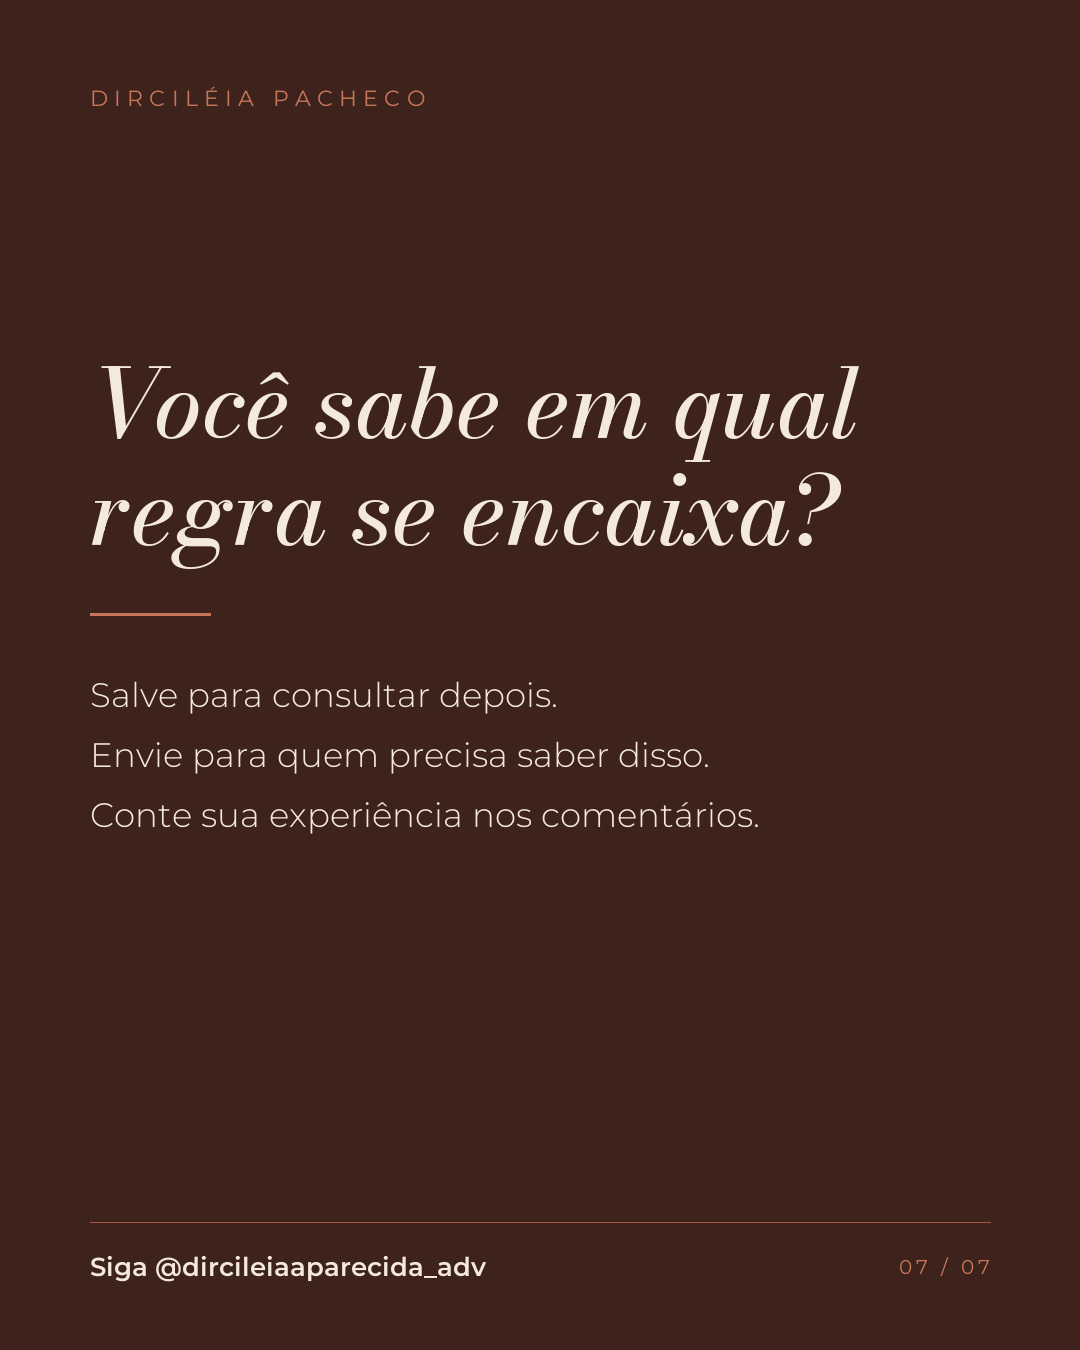 DIRCILÉIA PACHECO
Você sabe em qual
regra se encaixa?
Salve para consultar depois.
Envie para quem precisa saber disso.
Conte sua experiência nos comentários.
Siga @dircileiaaparecida_adv
07 / 07